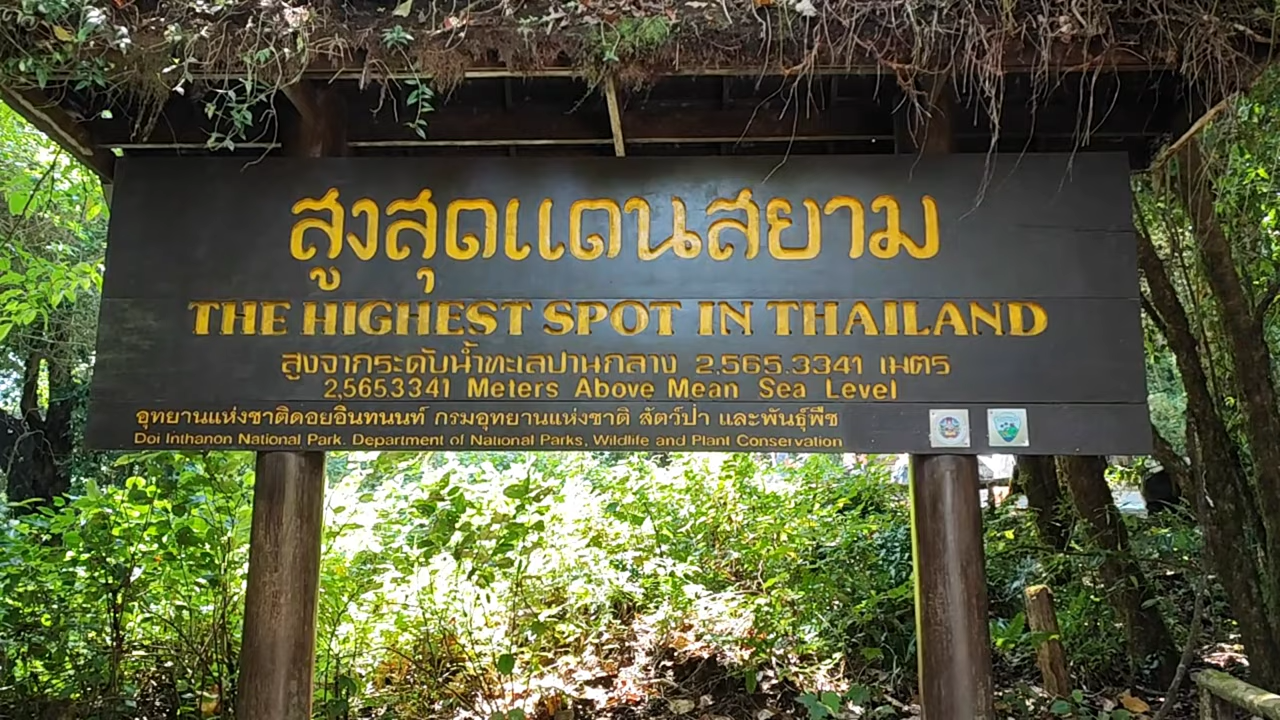 สูงสุดแดนสยาม
THE HIGHEST SPOT IN THAILAND
สูงจากระดับน้ำทะเลปานกลาง 2,565.3341 เมตร
2,565.3341 Meters Above Mean Sea Level
อุทยานแห่งชาติดอยอินทนนท์ กรมอุทยานแห่งชาติ สัตว์ป่า และพันธุ์พืช
Doi Inthanon National Park. Department of National Parks, Wildlife and Plant Conservation